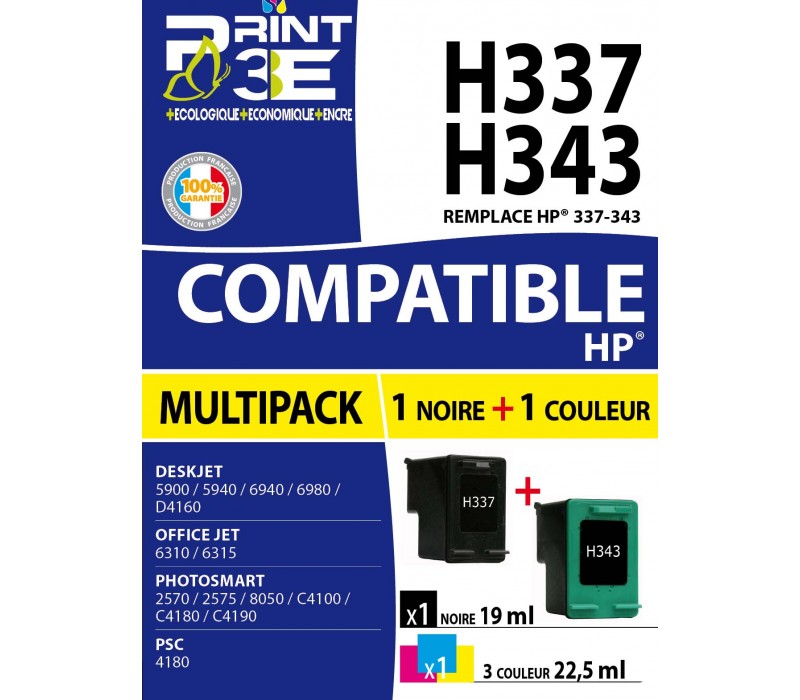 PRINT
3E
+ECOLOGIQUE+ECONOMIQUE+ENCRE
PRODUCTION FRANÇAISE
100%
GARANTIE
PRODUCTION FRANÇAISE
H337
H343
REMPLACE HP® 337-343
COMPATIBLE
HP®
MULTIPACK
1 NOIRE + 1 COULEUR
DESKJET
5900 / 5940 / 6940 / 6980 /
D4160
OFFICE JET
6310 / 6315
PHOTOSMART
2570 / 2575 / 8050 / C4100 /
C4180 / C4190
PSC
4180
H337
+
H343
x1 NOIRE 19 ml
x1 3 COULEUR 22,5 ml